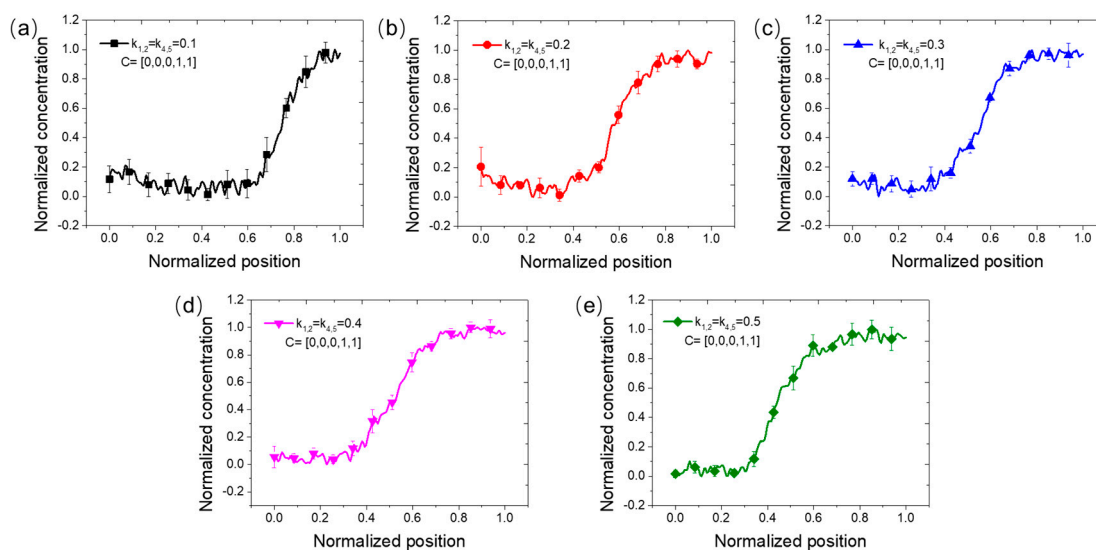 (a)
k1,2=k4,5=0.1
C= [0,0,0,1,1]
Normalized concentration
1.2
1.0
0.8
0.6
0.4
0.2
0.0
-0.2
0.0 0.2 0.4 0.6 0.8 1.0
Normalized position
(b)
k1,2=k4,5=0.2
C= [0,0,0,1,1]
Normalized concentration
1.2
1.0
0.8
0.6
0.4
0.2
0.0
-0.2
0.0 0.2 0.4 0.6 0.8 1.0
Normalized position
(c)
k1,2=k4,5=0.3
C= [0,0,0,1,1]
Normalized concentration
1.2
1.0
0.8
0.6
0.4
0.2
0.0
-0.2
0.0 0.2 0.4 0.6 0.8 1.0
Normalized position
(d)
k1,2=k4,5=0.4
C= [0,0,0,1,1]
Normalized concentration
1.2
1.0
0.8
0.6
0.4
0.2
0.0
-0.2
0.0 0.2 0.4 0.6 0.8 1.0
Normalized position
(e)
k1,2=k4,5=0.5
C= [0,0,0,1,1]
Normalized concentration
1.2
1.0
0.8
0.6
0.4
0.2
0.0
-0.2
0.0 0.2 0.4 0.6 0.8 1.0
Normalized position